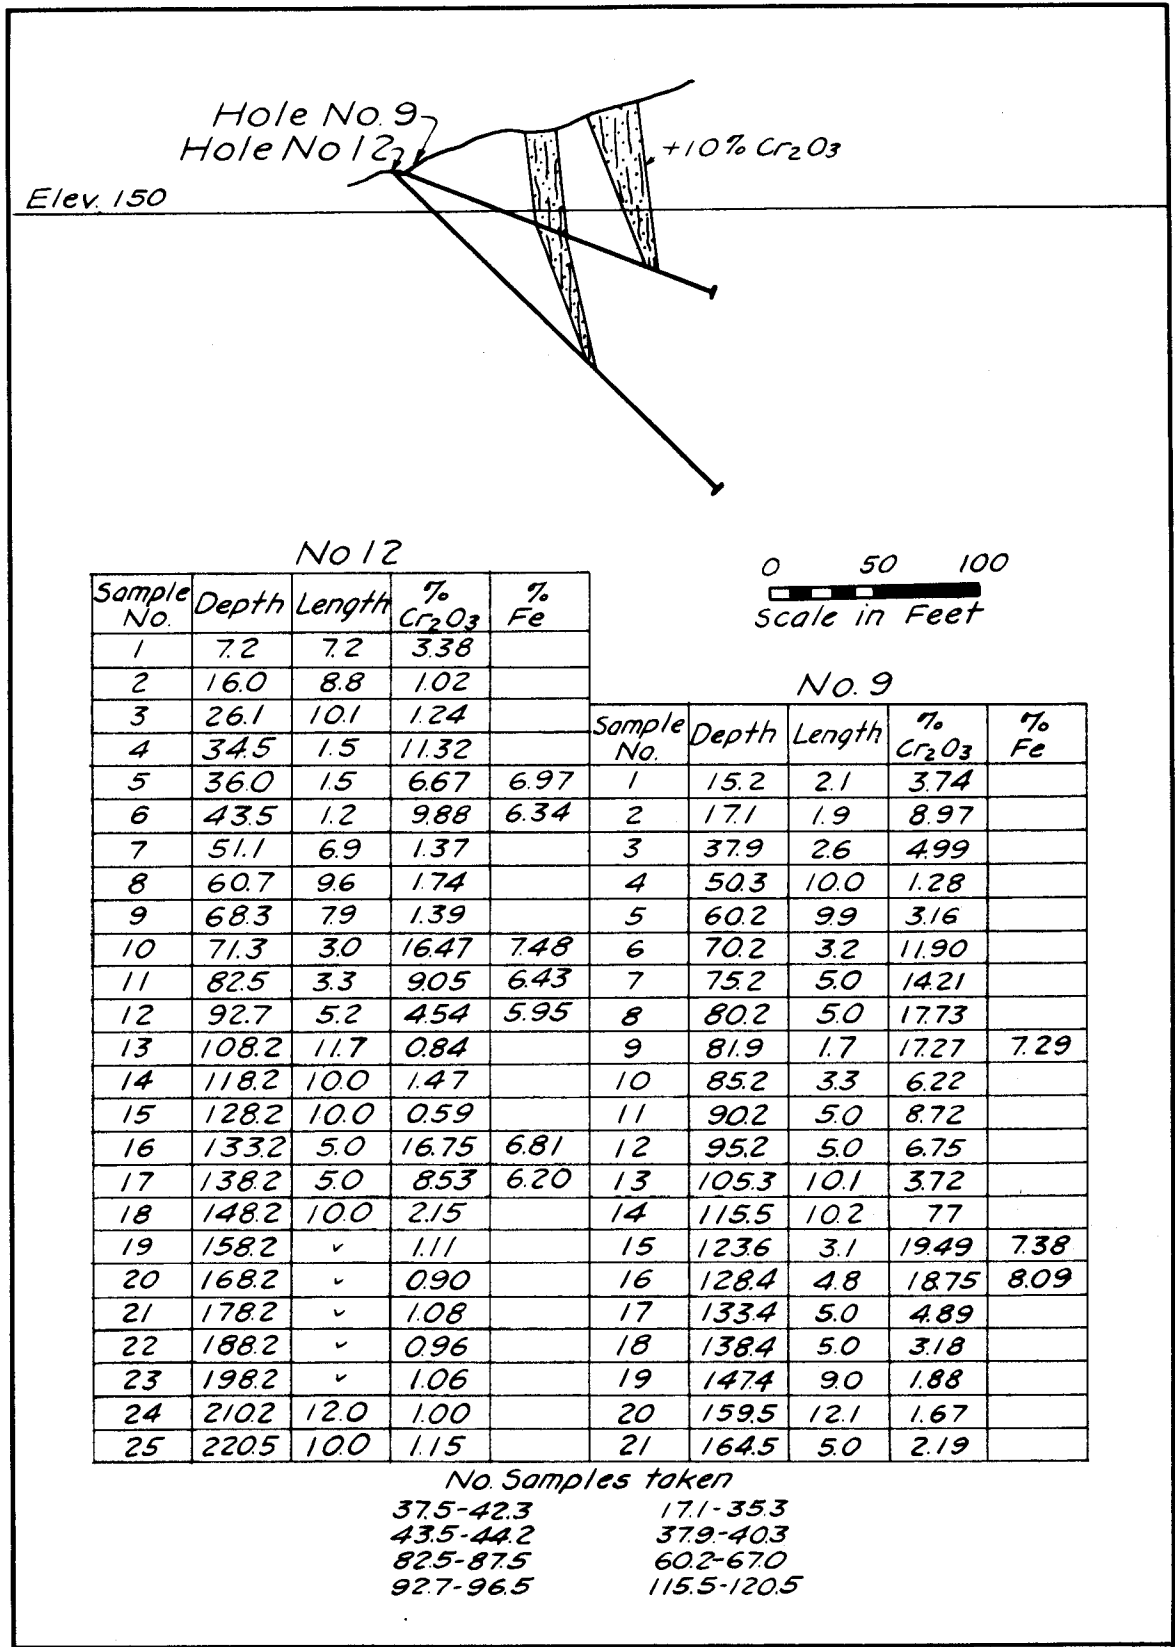 Hole No. 9
Hole No 12
+10% Cr2O3
Elev. 150
0 50 100
Scale in Feet
No 12
Sample No. Depth Length % Cr2O3 % Fe
1 7.2 7.2 3.38
2 16.0 8.8 1.02
3 26.1 10.1 1.24
4 34.5 1.5 11.32
5 36.0 1.5 6.67 6.97
6 43.5 1.2 9.88 6.34
7 51.1 6.9 1.37
8 60.7 9.6 1.74
9 68.3 7.9 1.39
10 71.3 3.0 16.47 7.48
11 82.5 3.3 9.05 6.43
12 92.7 5.2 4.54 5.95
13 108.2 11.7 0.84
14 118.2 10.0 1.47
15 128.2 10.0 0.59
16 133.2 5.0 16.75 6.81
17 138.2 5.0 8.53 6.20
18 148.2 10.0 2.15
19 158.2 ✓ 1.11
20 168.2 ✓ 0.90
21 178.2 ✓ 1.08
22 188.2 ✓ 0.96
23 198.2 ✓ 1.06
24 210.2 12.0 1.00
25 220.5 10.0 1.15
No. 9
Sample No. Depth Length % Cr2O3 % Fe
1 15.2 2.1 3.74
2 17.1 1.9 8.97
3 37.9 2.6 4.99
4 50.3 10.0 1.28
5 60.2 9.9 3.16
6 70.2 3.2 11.90
7 75.2 5.0 14.21
8 80.2 5.0 17.73
9 81.9 1.7 17.27 7.29
10 85.2 3.3 6.22
11 90.2 5.0 8.72
12 95.2 5.0 6.75
13 105.3 10.1 3.72
14 115.5 10.2 77
15 123.6 3.1 19.49 7.38
16 128.4 4.8 18.75 8.09
17 133.4 5.0 4.89
18 138.4 5.0 3.18
19 147.4 9.0 1.88
20 159.5 12.1 1.67
21 164.5 5.0 2.19
No. Samples taken
37.5-42.3 17.1-35.3
43.5-44.2 37.9-40.3
82.5-87.5 60.2-67.0
92.7-96.5 115.5-120.5